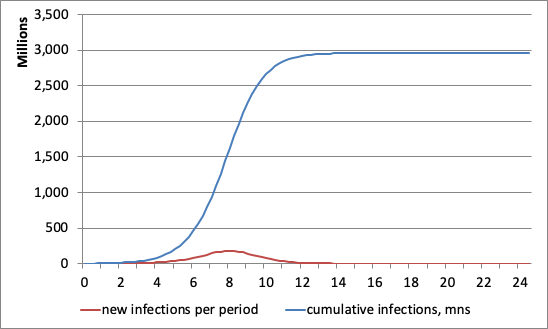 Millions
3,500
3,000
2,500
2,000
1,500
1,000
500
0
0 2 4 6 8 10 12 14 16 18 20 22 24
new infections per period cumulative infections, mns